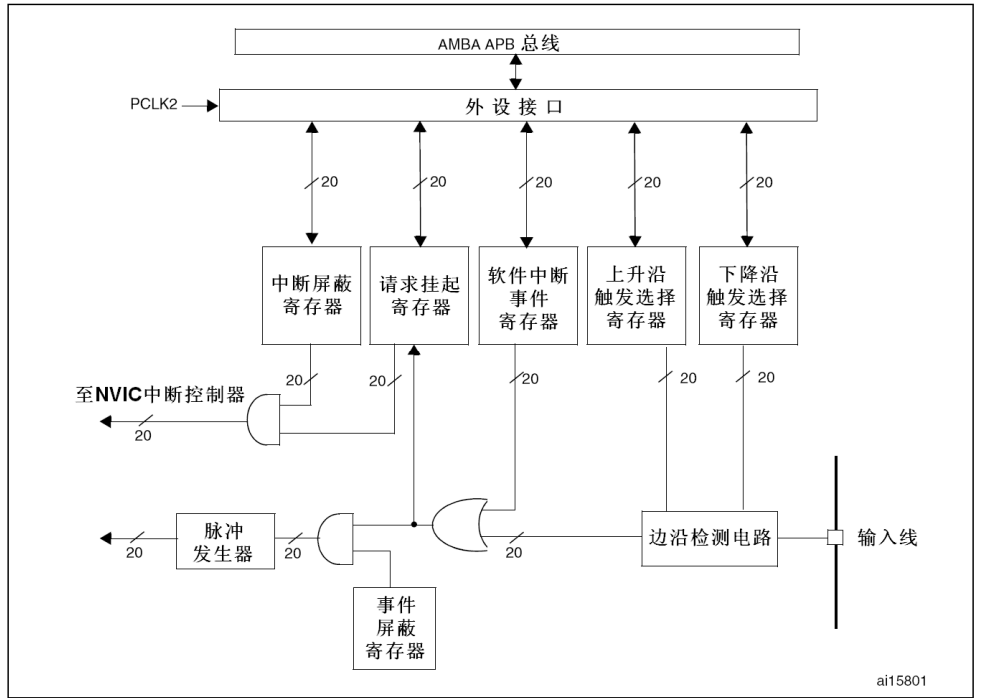 AMBA APB 总线
PCLK2
外设接口
20
20
20
20
20
中断屏蔽
寄存器
请求挂起
寄存器
软件中断
事件
寄存器
上升沿
触发选择
寄存器
下降沿
触发选择
寄存器
20
20
20
20
20
至NVIC中断控制器
20
脉冲
发生器
20
20
20
边沿检测电路
输入线
事件
屏蔽
寄存器
ai15801